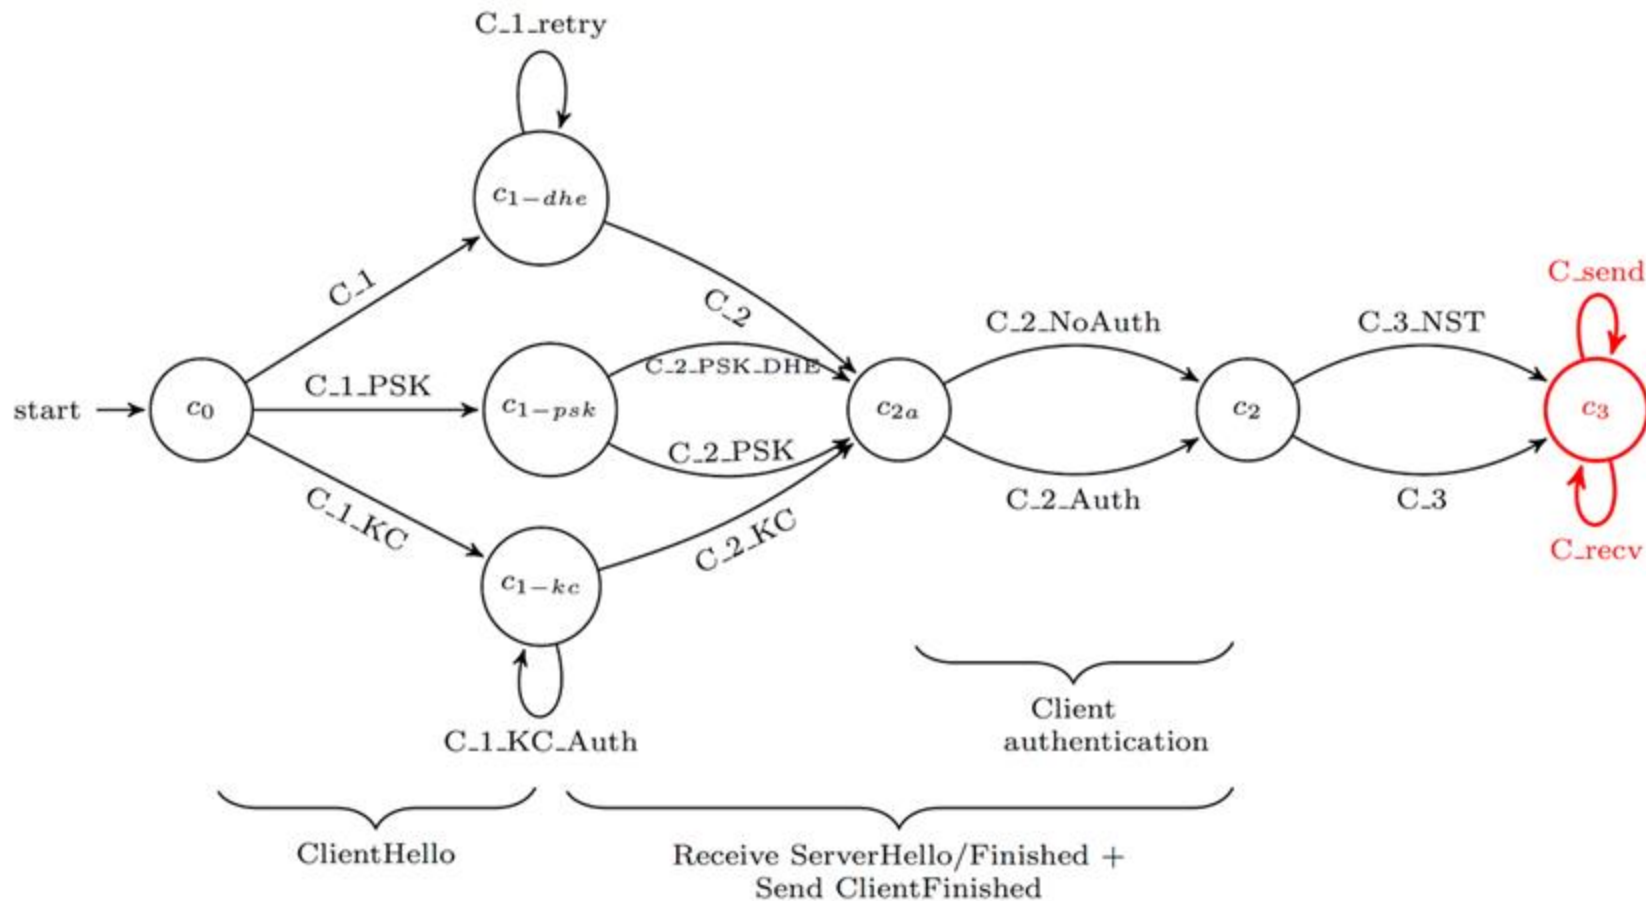 C_1_retry
c1−dhe
C_1
C_2
C_send
C_2_NoAuth
C_3_NST
C_2_PSK_DHE
C_1_PSK
start
c0
c1−psk
c2a
c2
c3
C_2_PSK
C_2_Auth
C_3
C_1_KC
C_2_KC
C_recv
c1−kc
C_1_KC_Auth
Client
authentication
ClientHello
Receive ServerHello/Finished +
Send ClientFinished